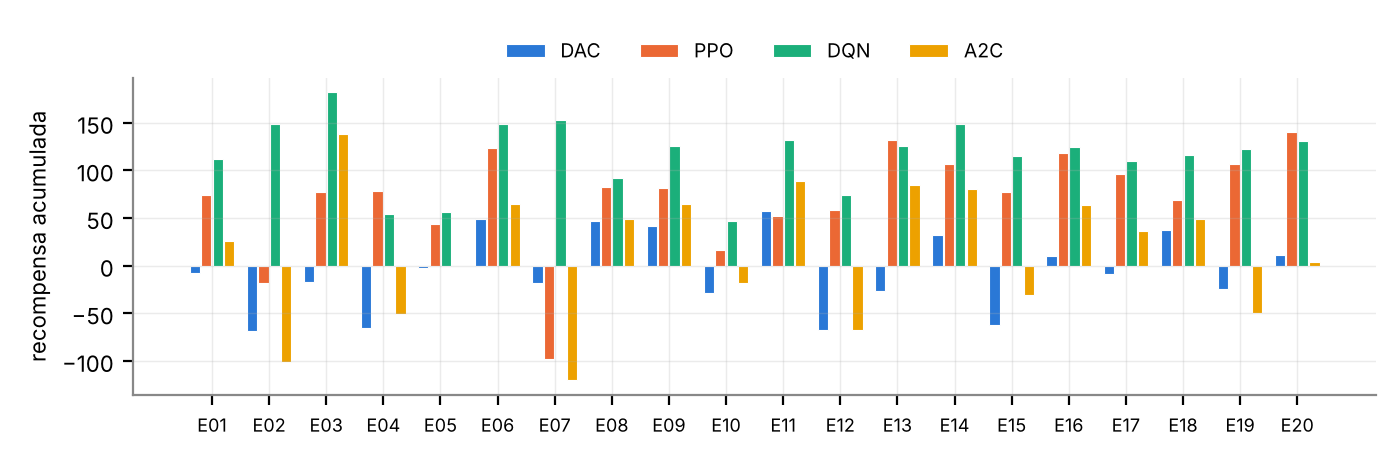 DAC PPO DQN A2C
recompensa acumulada
150
100
50
0
−50
−100
E01 E02 E03 E04 E05 E06 E07 E08 E09 E10 E11 E12 E13 E14 E15 E16 E17 E18 E19 E20